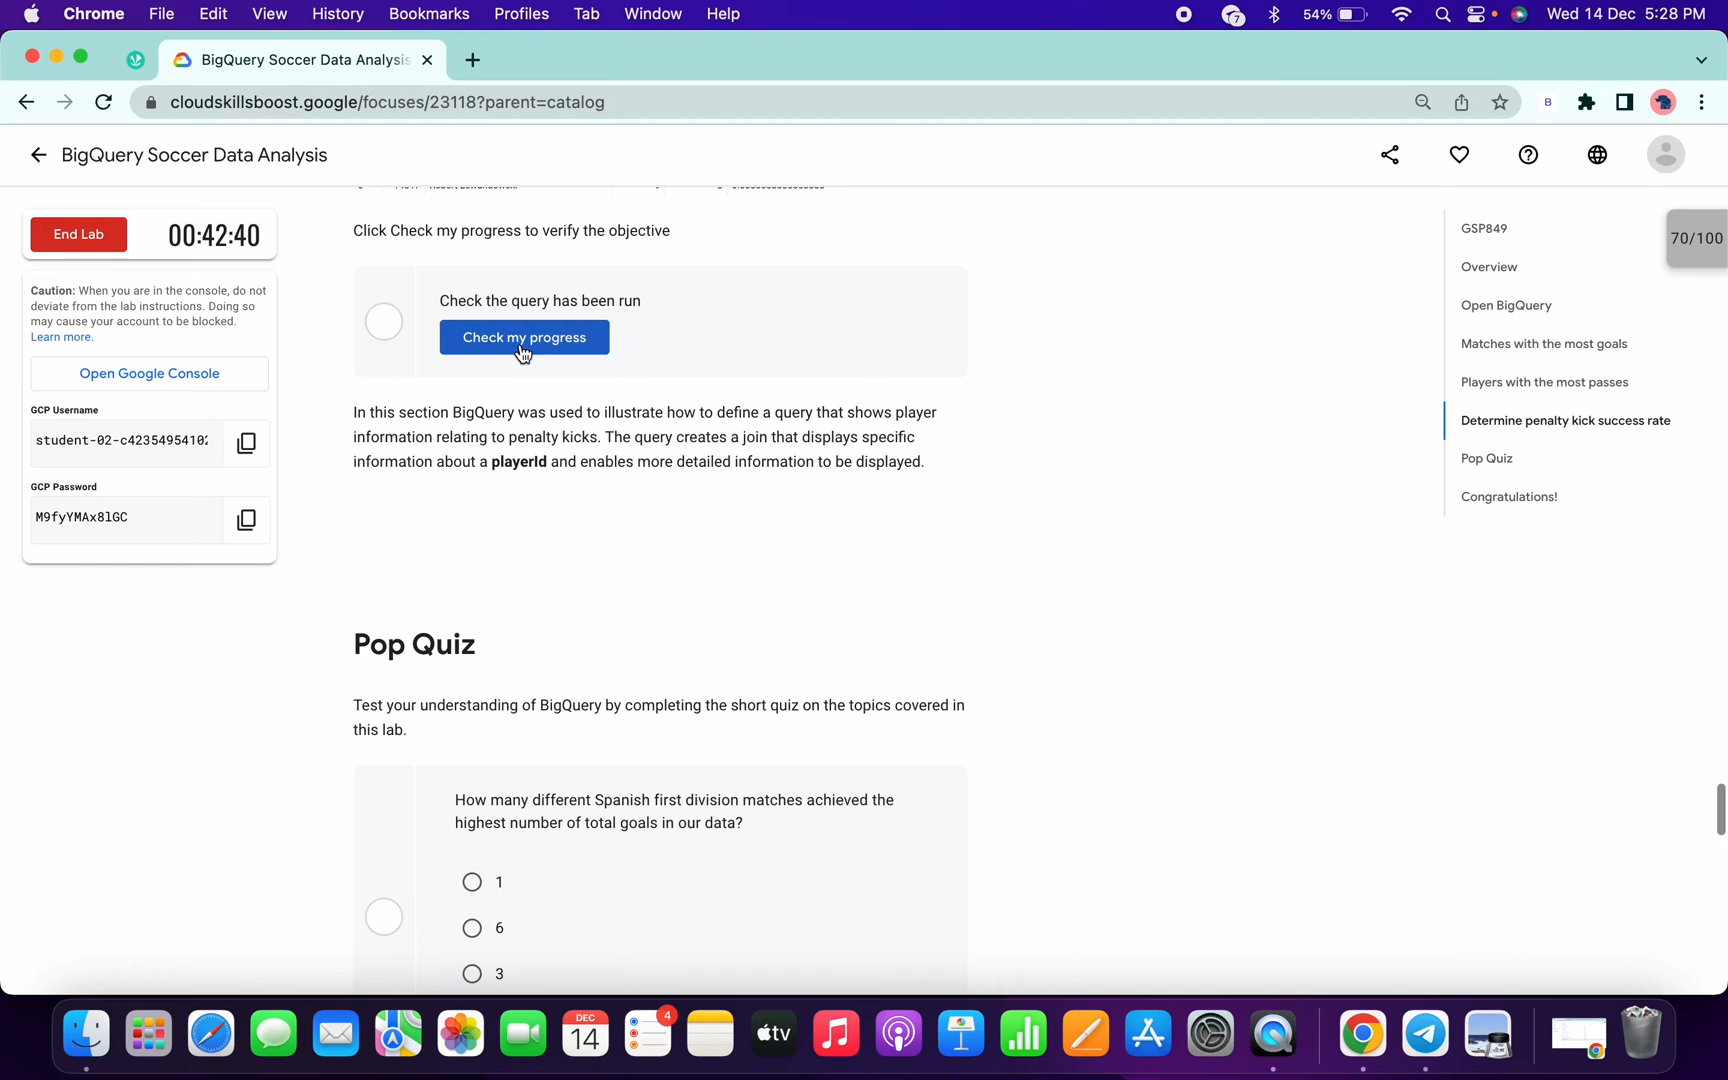 Chrome File Edit View History Bookmarks Profiles Tab Window Help 7 54% Wed 14 Dec 5:28 PM
BigQuery Soccer Data Analysis
cloudskillsboost.google/focuses/23118?parent=catalog B
BigQuery Soccer Data Analysis
End Lab 00:42:40
Caution: When you are in the console, do not
deviate from the lab instructions. Doing so
may cause your account to be blocked.
Learn more.
Open Google Console
GCP Username
student-02-c42354954102
GCP Password
M9fyYMAx8lGC
Click Check my progress to verify the objective
Check the query has been run
Check my progress
In this section BigQuery was used to illustrate how to define a query that shows player
information relating to penalty kicks. The query creates a join that displays specific
information about a playerId and enables more detailed information to be displayed.
Pop Quiz
Test your understanding of BigQuery by completing the short quiz on the topics covered in
this lab.
How many different Spanish first division matches achieved the
highest number of total goals in our data?
1
6
3
GSP849
Overview
Open BigQuery
Matches with the most goals
Players with the most passes
Determine penalty kick success rate
Pop Quiz
Congratulations!
70/100
DEC
14
4
tv